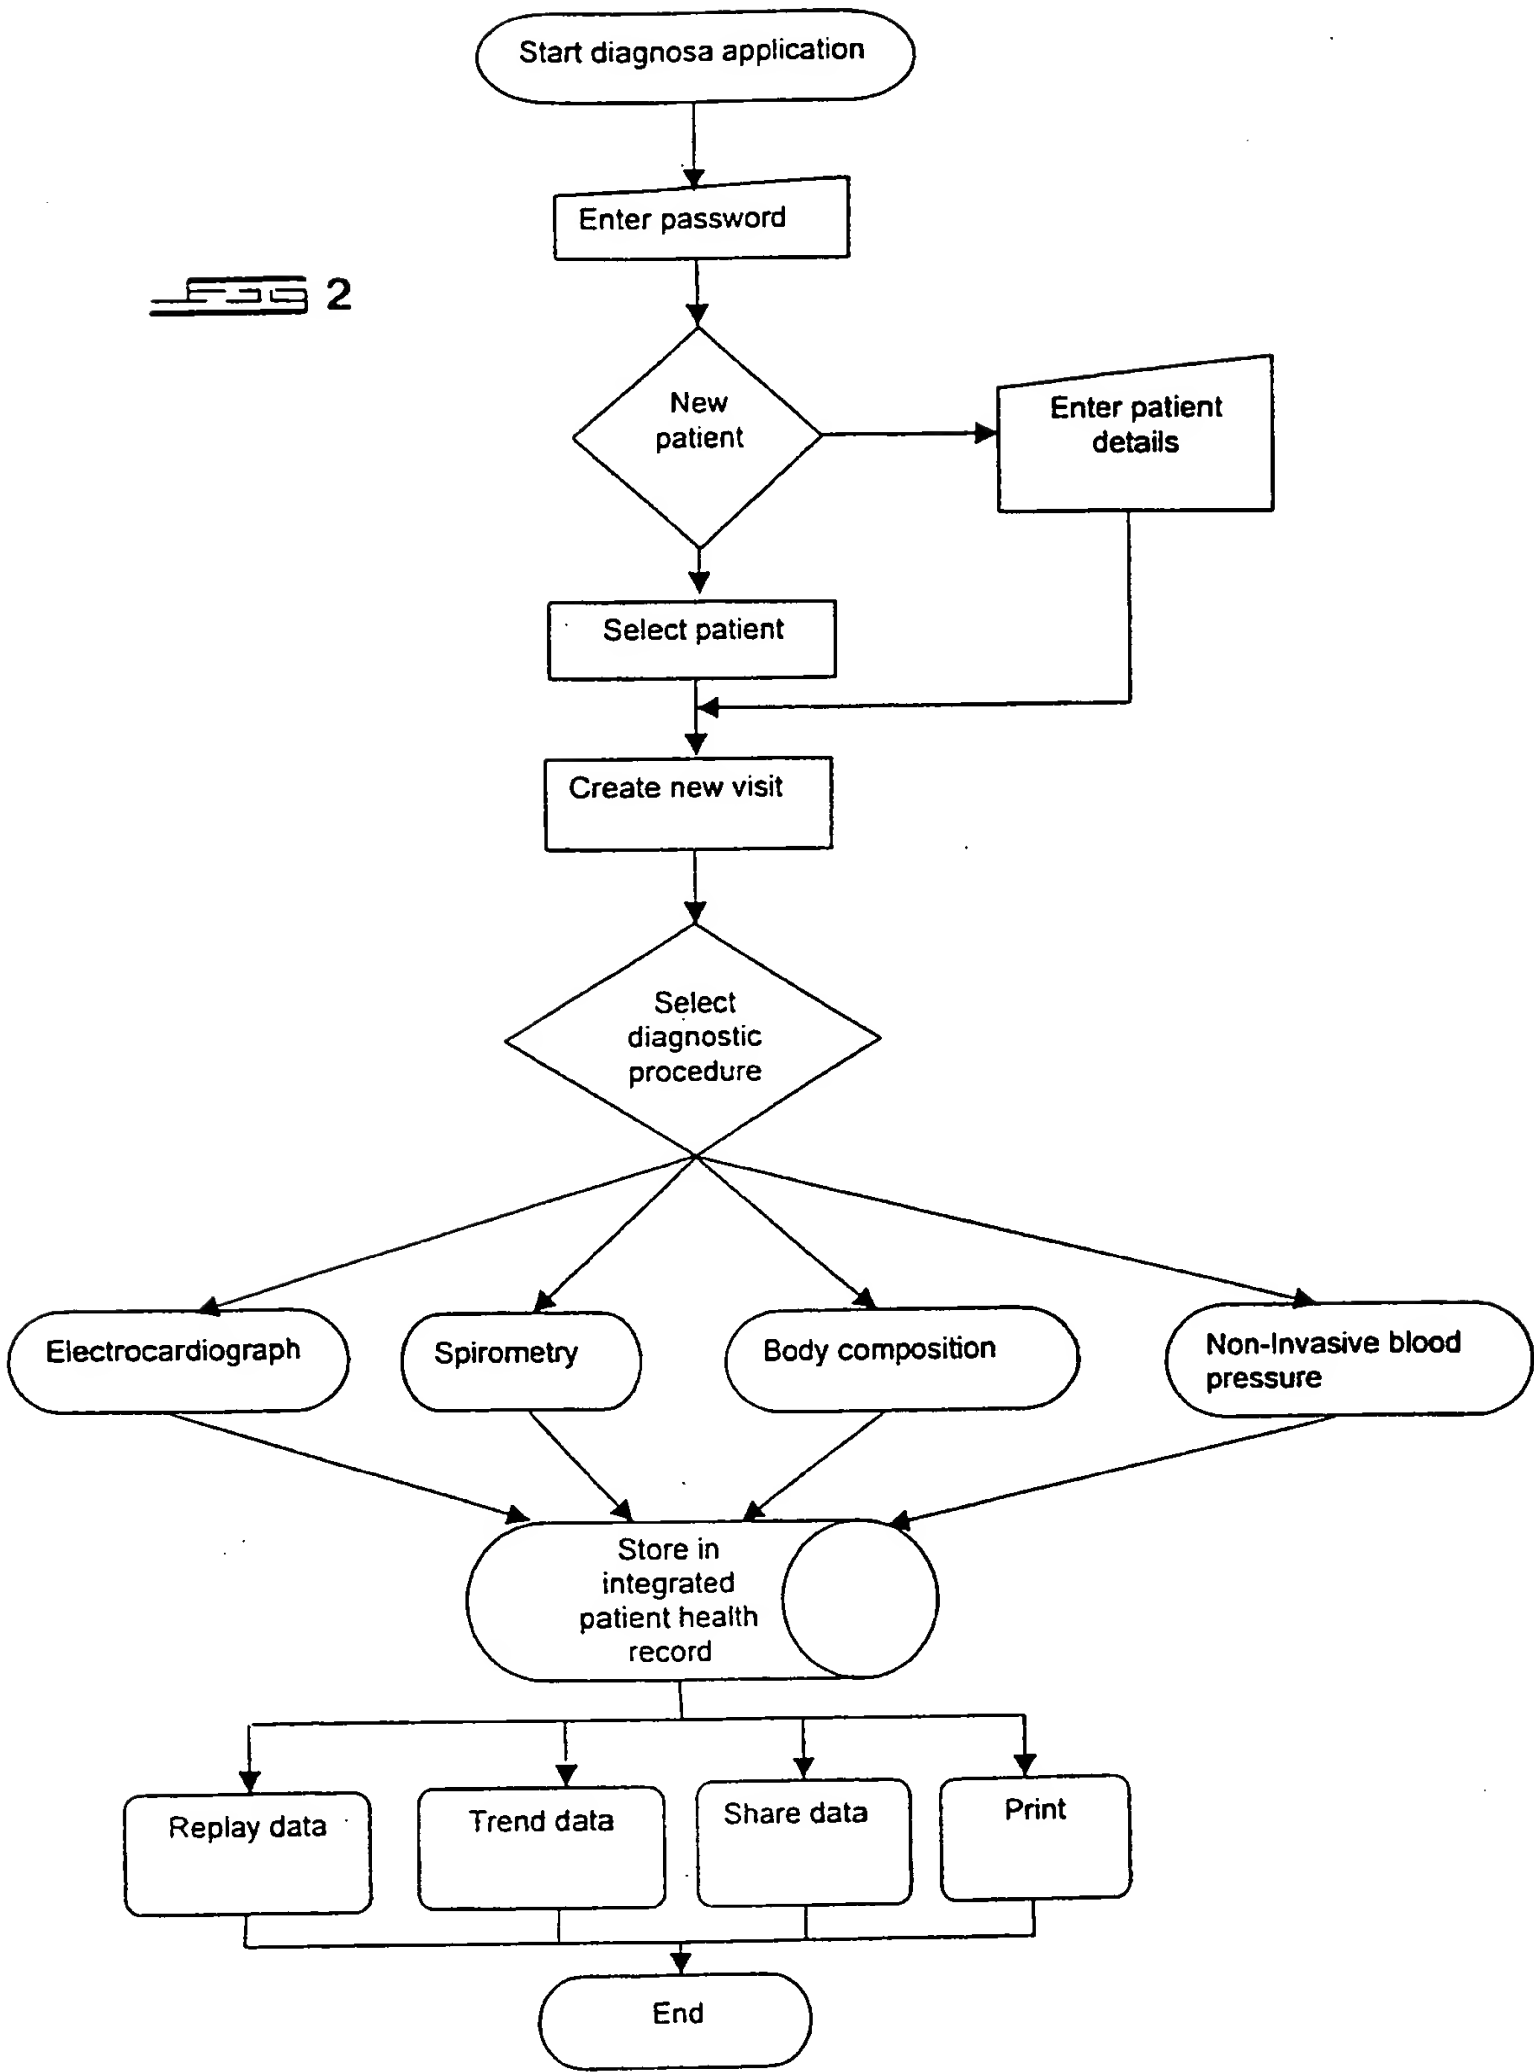 Start diagnosa application
Enter password
FIG 2
New
patient
Enter patient
details
Select patient
Create new visit
Select
diagnostic
procedure
Electrocardiograph
Spirometry
Body composition
Non-Invasive blood
pressure
Store in
integrated
patient health
record
Replay data
Trend data
Share data
Print
End